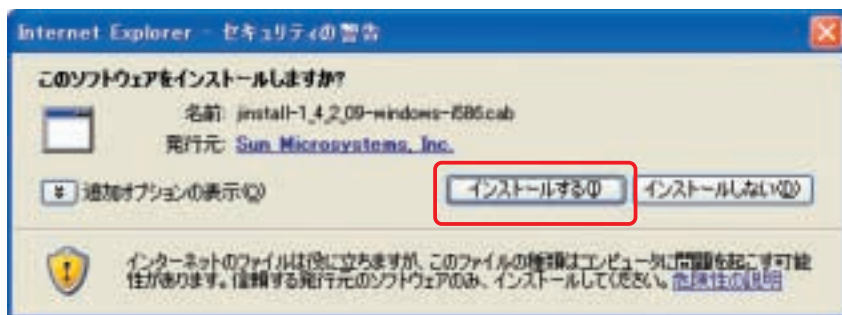 Internet Explorer - セキュリティの警告
このソフトウェアをインストールしますか?
名前: jinstall-1_4_2_09-windows-i586.cab
発行元: Sun Microsystems, Inc.
追加オプションの表示(O) インストールする(I) インストールしない(D)
インターネットのファイルは役に立ちますが、このファイルの種類はコンピュータに問題を起こす可能
性があります。信頼する発行元のソフトウェアのみ、インストールしてください。危険性の説明